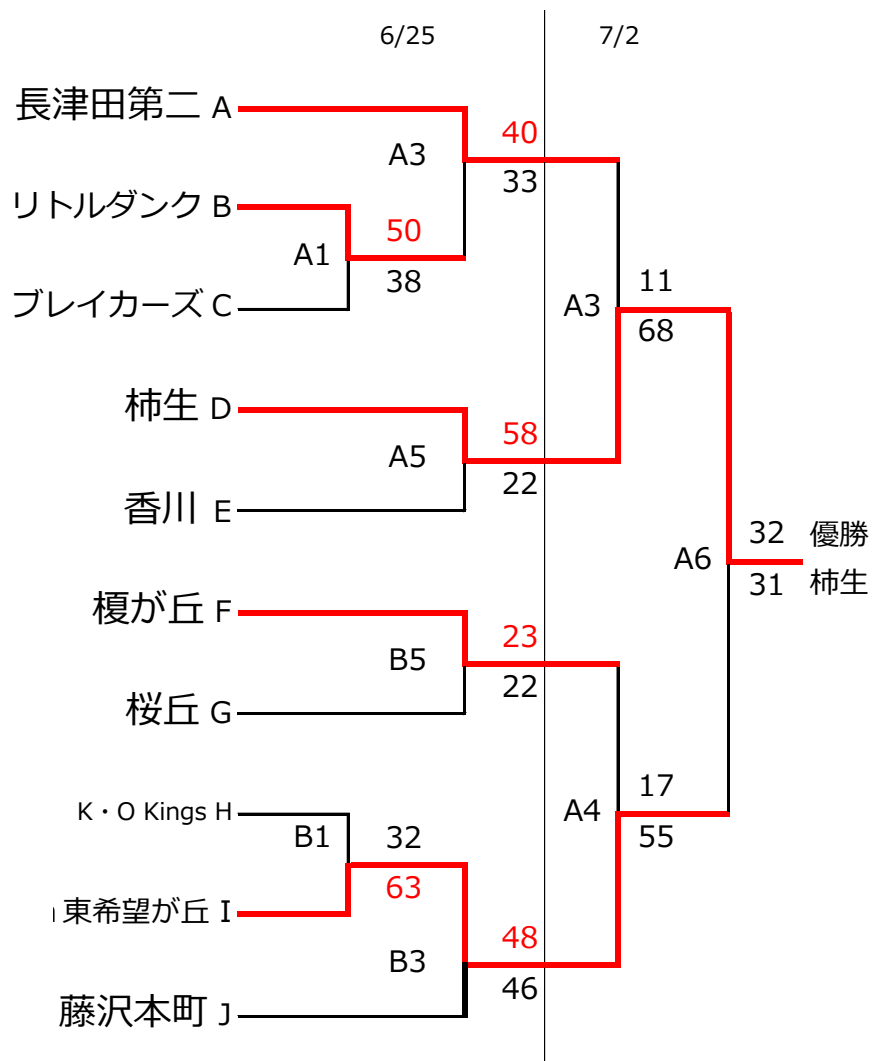 6/25 7/2
長津田第二 A
40
A3
33
リトルダンク B
50
A1
38
ブレイカーズ C
11
A3
68
柿生 D
58
A5
22
香川 E
32 優勝
A6
31 柿生
榎が丘 F
23
B5
22
桜丘 G
17
A4
55
K・O Kings H
B1 32
63
東希望が丘 I
48
B3
46
藤沢本町 J